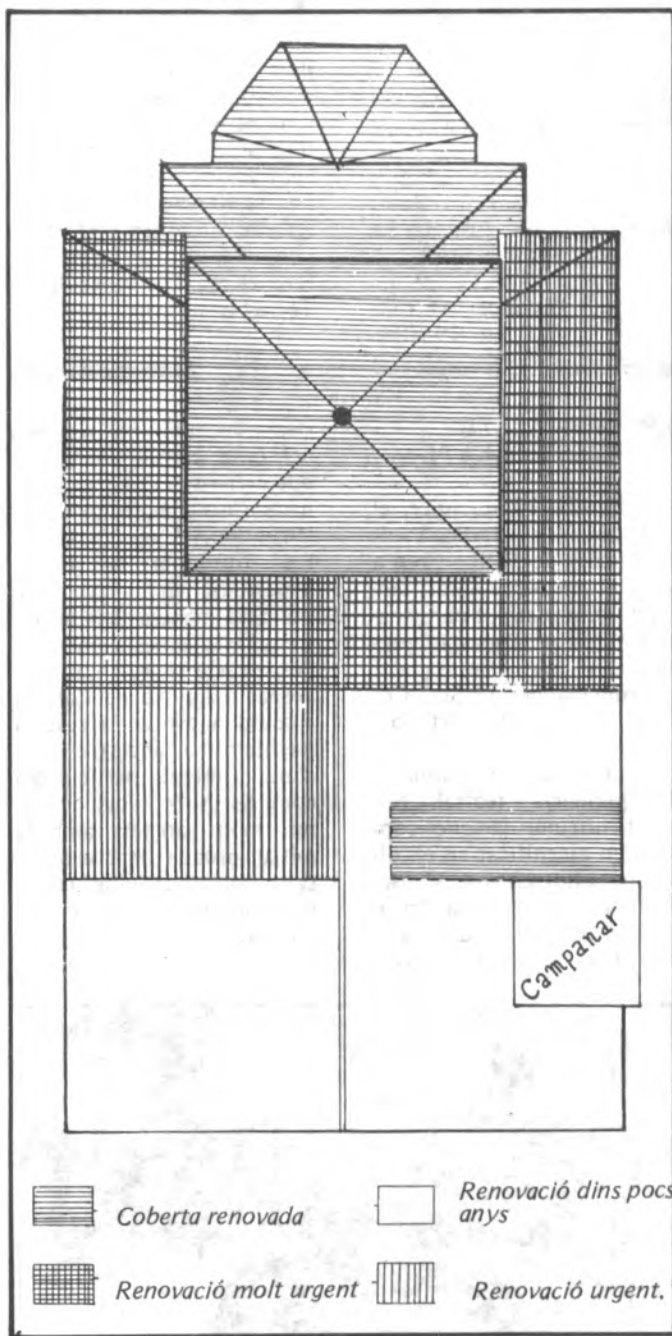 Campanar
Coberta renovada
Renovació dins pocs
anys
Renovació molt urgent
Renovació urgent.